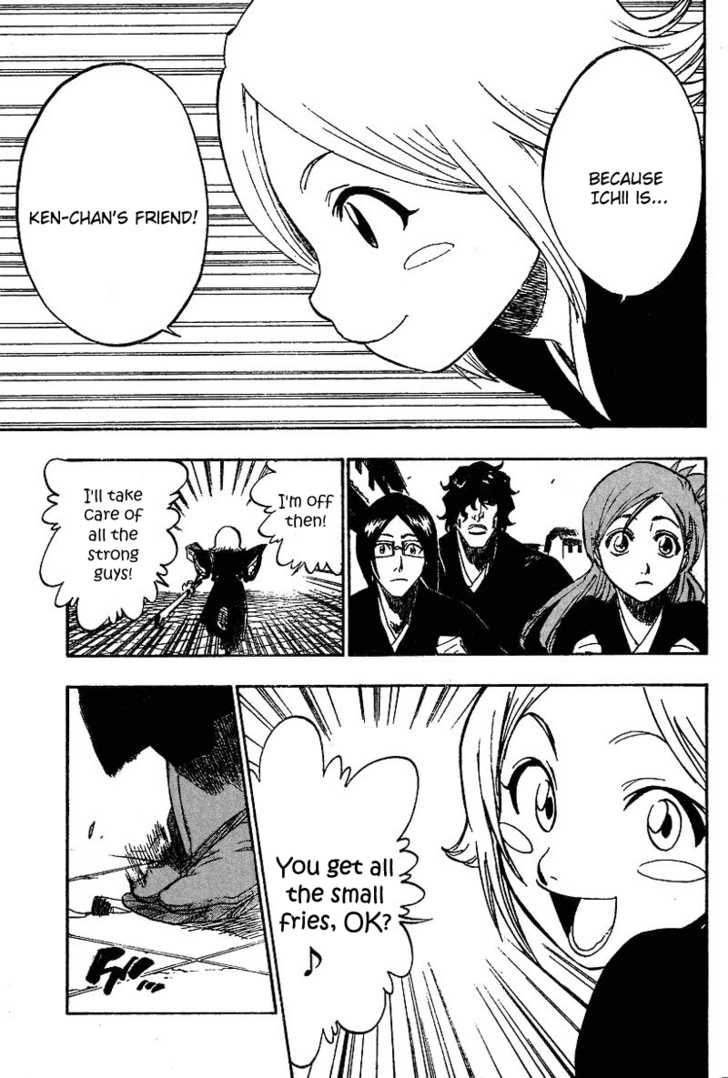 BECAUSE
ICHII IS...
KEN-CHAN'S FRIEND!
I'm off
then!
I'll take
care of
all the
strong
guys!
You get all
the small
fries, OK?
♪